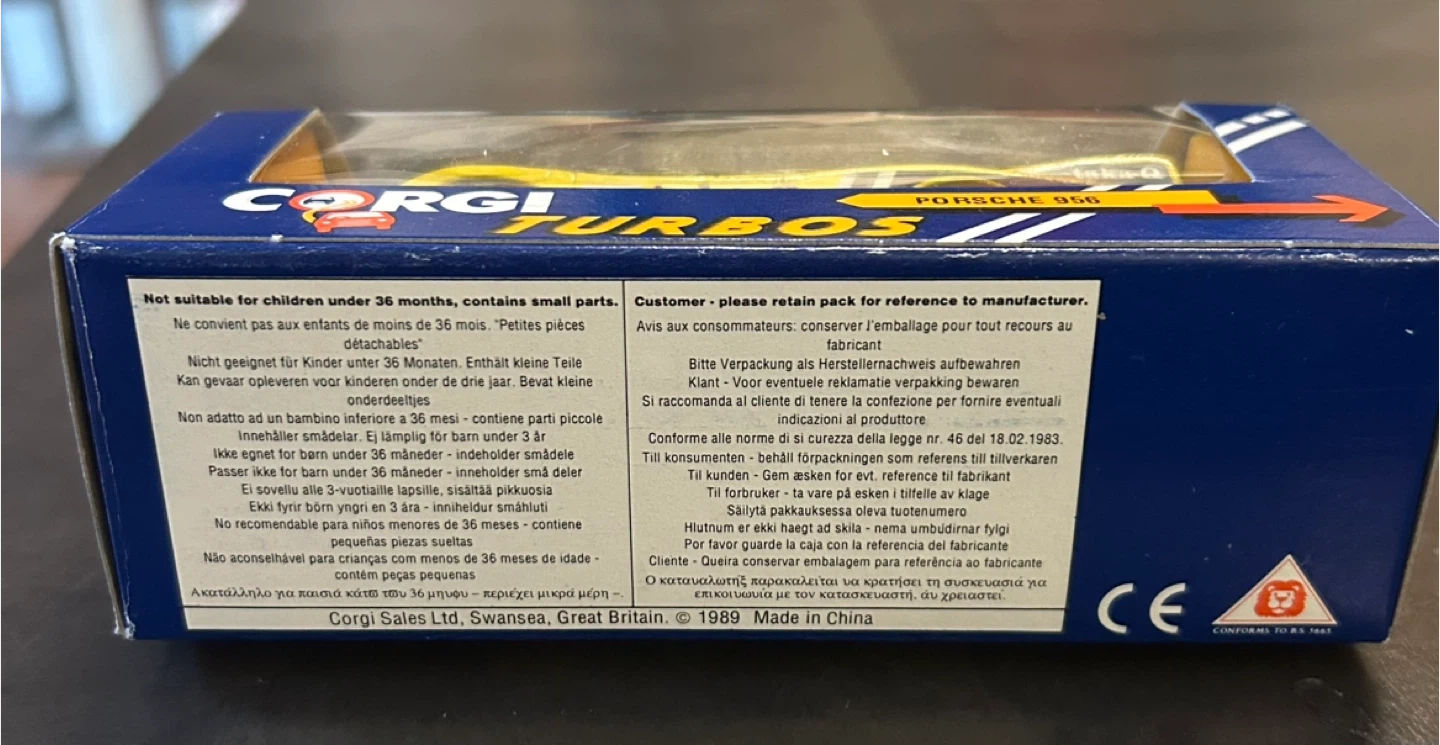 CORGI
TURBOS
PORSCHE 956
Not suitable for children under 36 months, contains small parts.
Ne convient pas aux enfants de moins de 36 mois. "Petites pièces
détachables"
Nicht geeignet für Kinder unter 36 Monaten. Enthält kleine Teile
Kan gevaar opleveren voor kinderen onder de drie jaar. Bevat kleine
onderdeeltjes
Non adatto ad un bambino inferiore a 36 mesi - contiene parti piccole
Innehåller smådelar. Ej lämplig för barn under 3 år
Ikke egnet for børn under 36 måneder - indeholder smådele
Passer ikke for barn under 36 måneder - inneholder små deler
Ei sovellu alle 3-vuotiaille lapsille, sisältää pikkuosia
Ekki fyrir börn yngri en 3 ára - inniheldur smáhluti
No recomendable para niños menores de 36 meses - contiene
pequeñas piezas sueltas
Não aconselhável para crianças com menos de 36 meses de idade -
contém peças pequenas
Ακατάλληλο για παισιά κάτω τωυ 36 μηυφυ – περιέχει μικρά μέρη –.
Customer - please retain pack for reference to manufacturer.
Avis aux consommateurs: conserver l'emballage pour tout recours au
fabricant
Bitte Verpackung als Herstellernachweis aufbewahren
Klant - Voor eventuele reklamatie verpakking bewaren
Si raccomanda al cliente di tenere la confezione per fornire eventuali
indicazioni al produttore
Conforme alle norme di si curezza della legge nr. 46 del 18.02.1983.
Till konsumenten - behåll förpackningen som referens till tillverkaren
Til kunden - Gem æsken for evt. reference til fabrikant
Til forbruker - ta vare på esken i tilfelle av klage
Säilytä pakkauksessa oleva tuotenumero
Hlutnum er ekki haegt ad skila - nema umbúdirnar fylgi
Por favor guarde la caja con la referencia del fabricante
Cliente - Queira conservar embalagem para referência ao fabricante
Ο καταυαλωτηξ παρακαλείται υα κρατήσει τη συσκευασιά για
επικοιωυία με τον κατασκευαστή, άυ χρειαστεί.
Corgi Sales Ltd, Swansea, Great Britain. © 1989 Made in China
CE
CONFORMS TO B.S. 5665